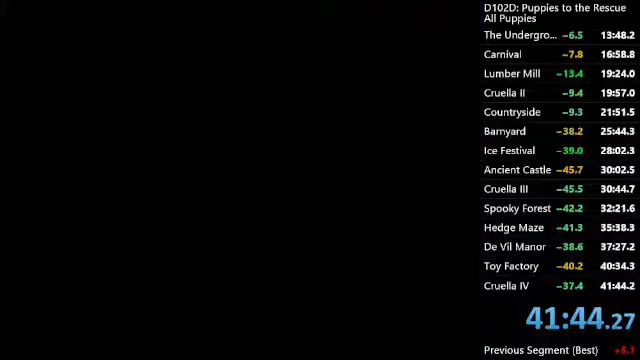 D102D: Puppies to the Rescue
All Puppies
The Undergro... −6.5 13:48.2
Carnival −7.8 16:58.8
Lumber Mill −13.4 19:24.0
Cruella II −9.4 19:57.0
Countryside −9.3 21:51.5
Barnyard −38.2 25:44.3
Ice Festival −39.0 28:02.3
Ancient Castle −45.7 30:02.5
Cruella III −45.5 30:44.7
Spooky Forest −42.2 32:21.6
Hedge Maze −41.3 35:38.3
De Vil Manor −38.6 37:27.2
Toy Factory −40.2 40:34.3
Cruella IV −37.4 41:44.2
41:44.27
Previous Segment (Best)